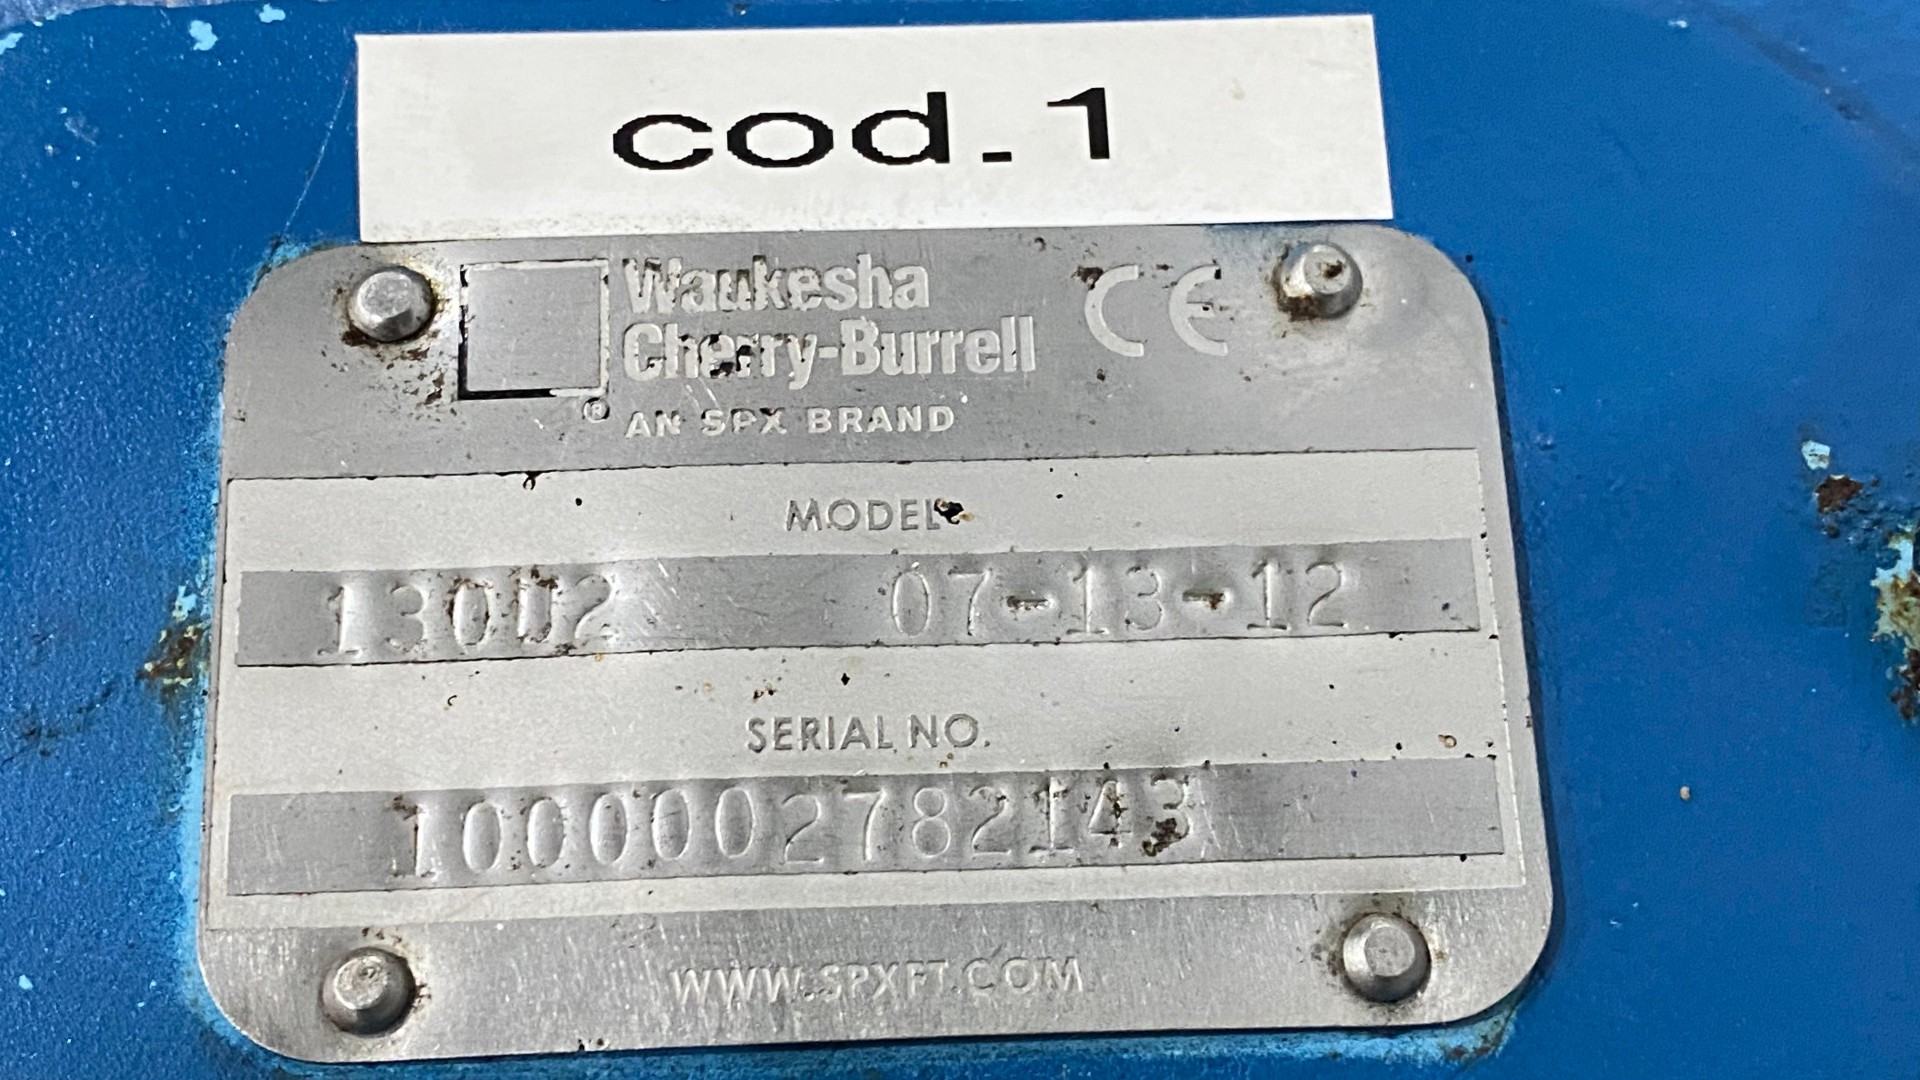 cod.1
Waukesha
Cherry-Burrell
CE
®
AN SPX BRAND
MODEL
130U2 07-13-12
SERIAL NO.
1000002782143
WWW.SPXFT.COM